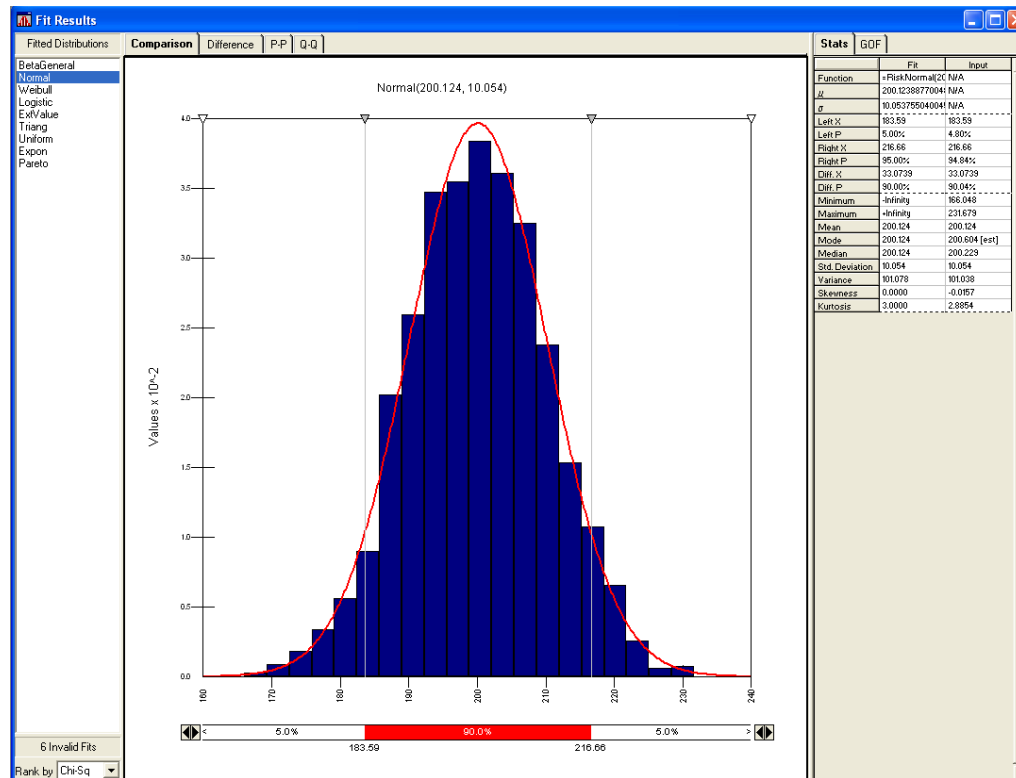 Fit Results
Fitted Distributions
Comparison Difference P-P Q-Q
Stats GOF
BetaGeneral
Normal
Weibull
Logistic
ExtValue
Triang
Uniform
Expon
Pareto
6 Invalid Fits
Rank by Chi-Sq
Normal(200.124, 10.054)
Values x 10^-2
4.0
3.5
3.0
2.5
2.0
1.5
1.0
0.5
0.0
160 170 180 190 200 210 220 230 240
< 5.0% 90.0% 5.0% >
183.59 216.66
Fit Input
Function =RiskNormal(20 N/A
μ 200.1238877004 N/A
σ 10.0537550400 N/A
Left X 183.59 183.59
Left P 5.00% 4.80%
Right X 216.66 216.66
Right P 95.00% 94.84%
Diff. X 33.0739 33.0739
Diff. P 90.00% 90.04%
Minimum -Infinity 166.048
Maximum +Infinity 231.679
Mean 200.124 200.124
Mode 200.124 200.604 [est]
Median 200.124 200.229
Std. Deviation 10.054 10.054
Variance 101.078 101.038
Skewness 0.0000 -0.0157
Kurtosis 3.0000 2.8854